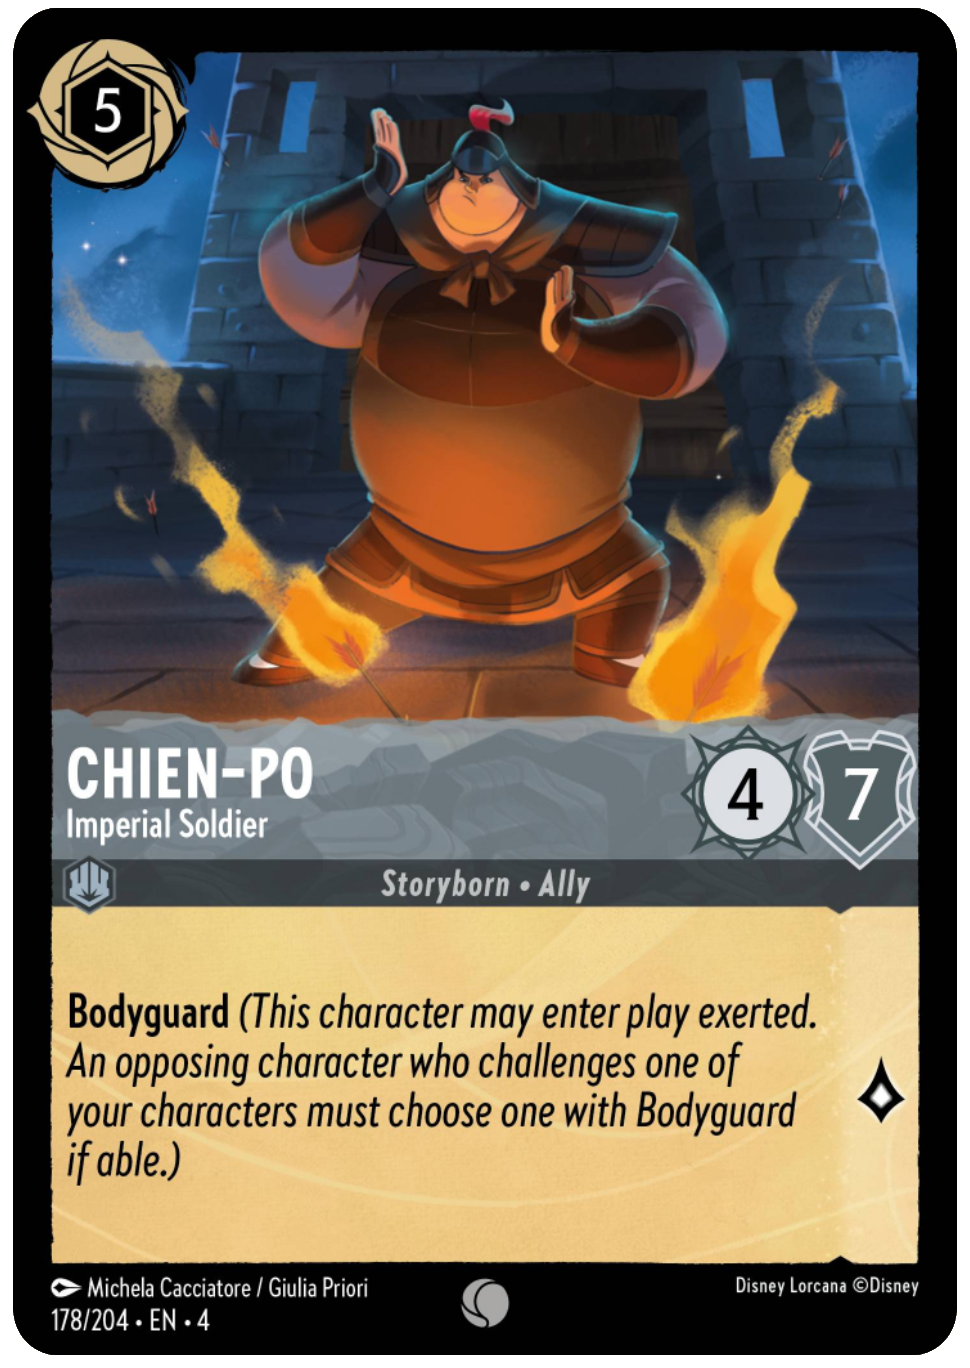 5
CHIEN-PO
Imperial Soldier
4
7
Storyborn • Ally
Bodyguard (This character may enter play exerted.
An opposing character who challenges one of
your characters must choose one with Bodyguard
if able.)
Michela Cacciatore / Giulia Priori
Disney Lorcana ©Disney
178/204 • EN • 4